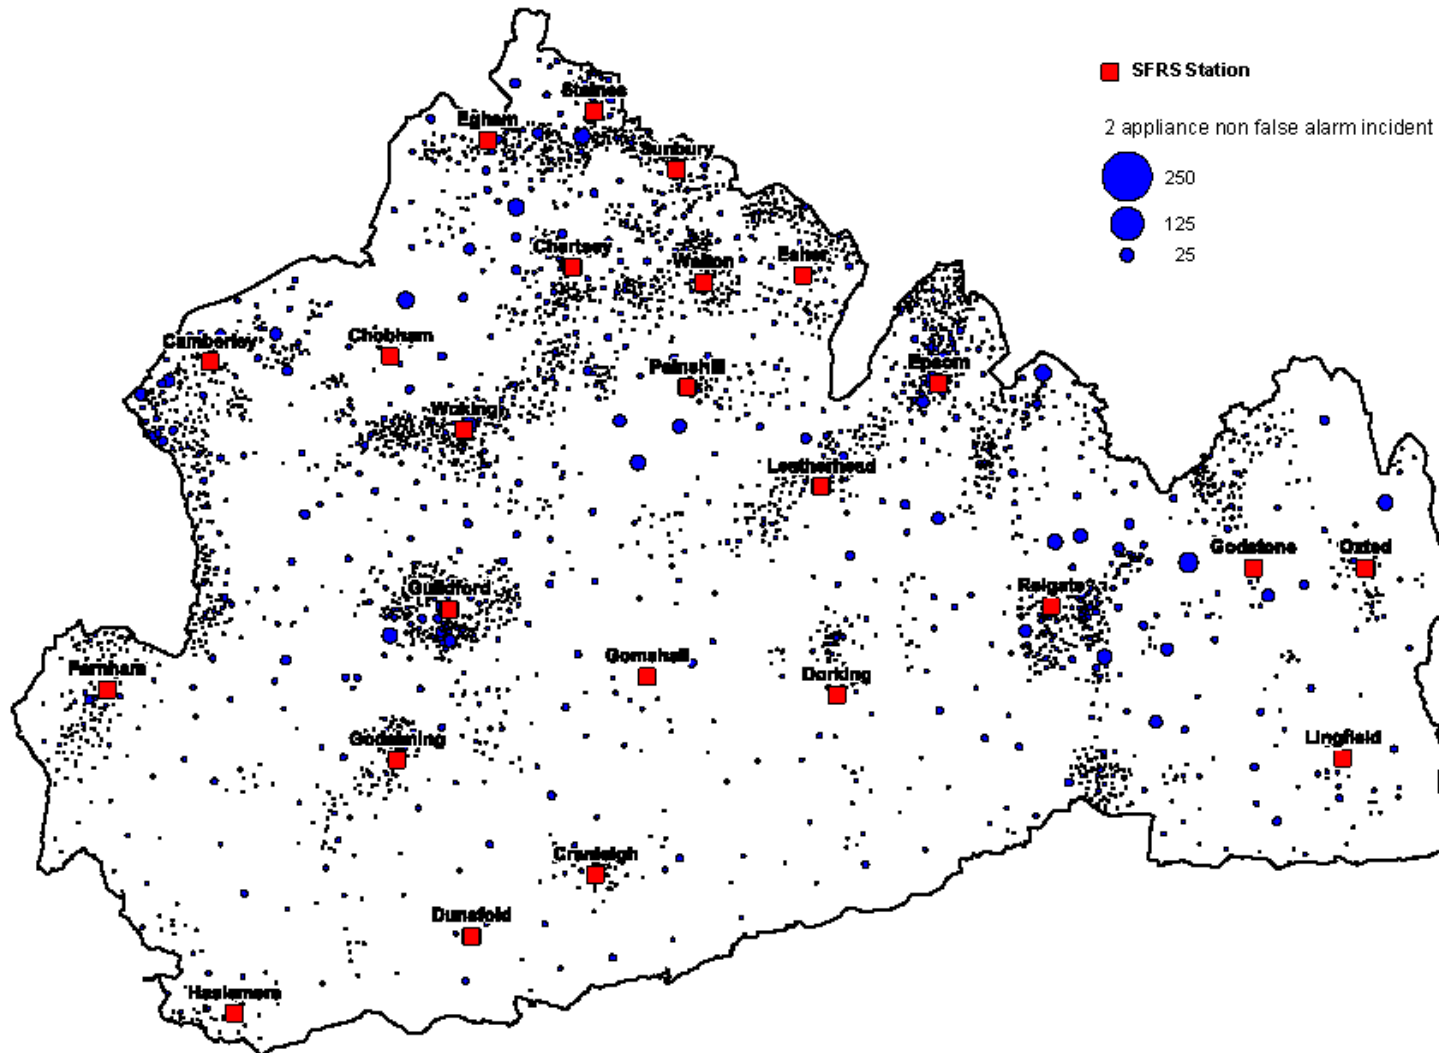 SFRS Station
2 appliance non false alarm incident
250
125
25
Staines
Egham
Sunbury
Chertsey
Walton
Esher
Camberley
Chobham
Painshill
Epsom
Woking
Leatherhead
Godstone
Oxted
Guildford
Reigate
Farnham
Gomshall
Dorking
Godalming
Lingfield
Cranleigh
Dunsfold
Haslemere